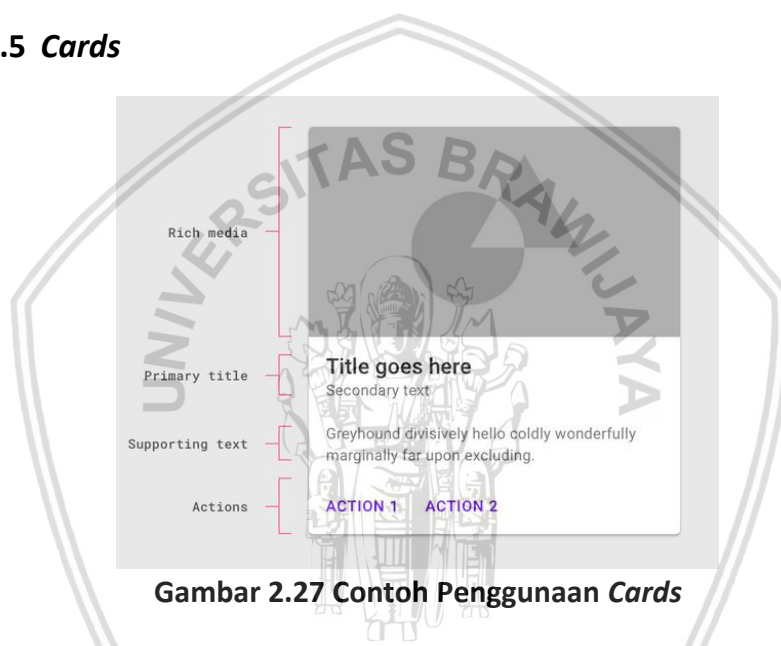 .5 Cards
UNIVERSITAS BRAWIJAYA
Rich media
Primary title
Title goes here
Secondary text
Supporting text
Greyhound divisively hello coldly wonderfully
marginally far upon excluding.
Actions
ACTION 1 ACTION 2
Gambar 2.27 Contoh Penggunaan Cards